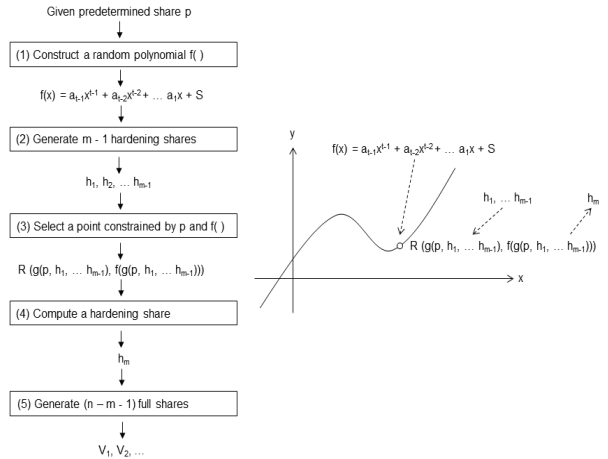 Given predetermined share p
(1) Construct a random polynomial f( )
f(x) = aₜ₋₁xᵗ⁻¹ + aₜ₋₂xᵗ⁻² + … a₁x + S
(2) Generate m - 1 hardening shares
h₁, h₂, … hₘ₋₁
(3) Select a point constrained by p and f( )
R (g(p, h₁, … hₘ₋₁), f(g(p, h₁, … hₘ₋₁)))
(4) Compute a hardening share
hₘ
(5) Generate (n – m - 1) full shares
V₁, V₂, …
y
f(x) = aₜ₋₁xᵗ⁻¹ + aₜ₋₂xᵗ⁻² + … a₁x + S
h₁, … hₘ₋₁
hₘ
R (g(p, h₁, … hₘ₋₁), f(g(p, h₁, … hₘ₋₁)))
x